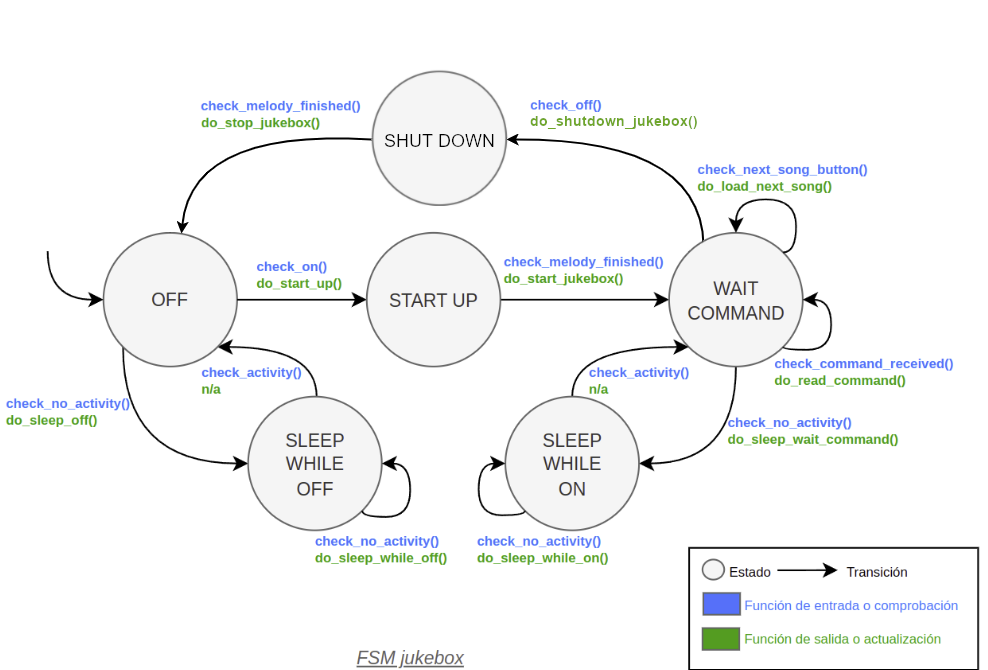 check_melody_finished()
do_stop_jukebox()
SHUT DOWN
check_off()
do_shutdown_jukebox()
check_next_song_button()
do_load_next_song()
OFF
check_on()
do_start_up()
START UP
check_melody_finished()
do_start_jukebox()
WAIT
COMMAND
check_command_received()
do_read_command()
check_activity()
n/a
check_activity()
n/a
check_no_activity()
do_sleep_off()
check_no_activity()
do_sleep_wait_command()
SLEEP
WHILE
OFF
SLEEP
WHILE
ON
check_no_activity()
do_sleep_while_off()
check_no_activity()
do_sleep_while_on()
Estado
Transición
Función de entrada o comprobación
Función de salida o actualización
FSM jukebox